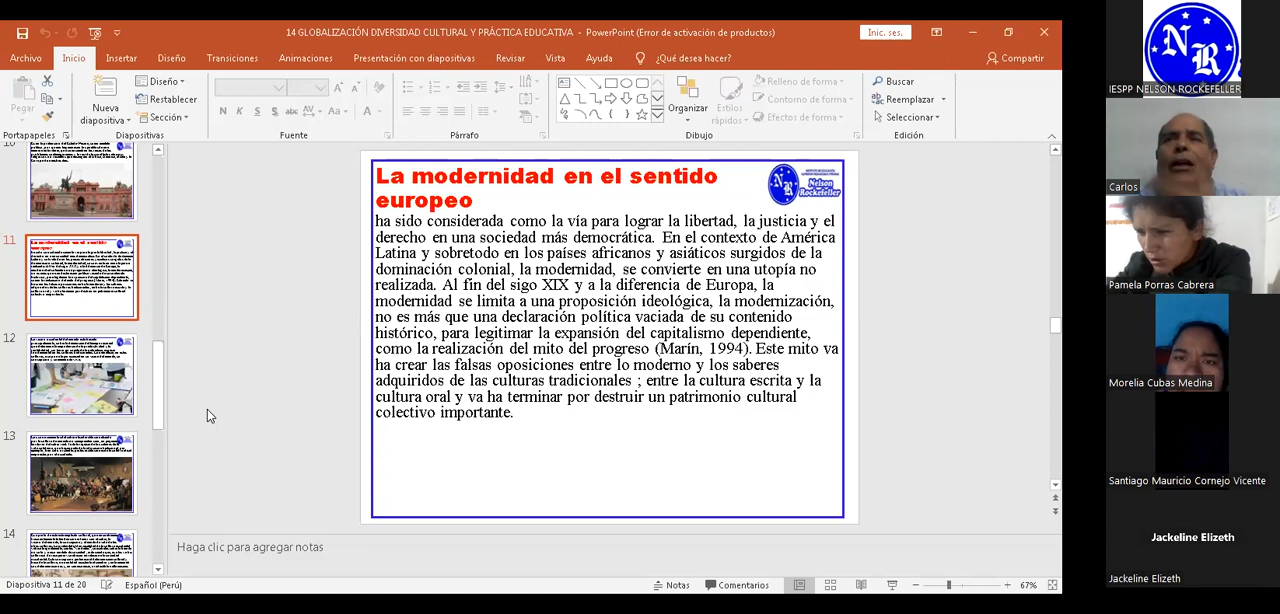 14 GLOBALIZACIÓN DIVERSIDAD CULTURAL Y PRÁCTICA EDUCATIVA - PowerPoint (Error de activación de productos)
Inic. ses.
Archivo Inicio Insertar Diseño Transiciones Animaciones Presentación con diapositivas Revisar Vista Ayuda ¿Qué desea hacer? Compartir
Pegar
Nueva
diapositiva
Diseño
Restablecer
Sección
N K S abc AV Aa A
Organizar
Estilos
rápidos
Relleno de forma
Contorno de forma
Efectos de forma
Buscar
Reemplazar
Seleccionar
Portapapeles Diapositivas Fuente Párrafo Dibujo Edición
10
11
12
13
14
La modernidad en el sentido
europeo
NR
Nelson
Rockefeller
ha sido considerada como la vía para lograr la libertad, la justicia y el
derecho en una sociedad más democrática. En el contexto de América
Latina y sobretodo en los países africanos y asiáticos surgidos de la
dominación colonial, la modernidad, se convierte en una utopía no
realizada. Al fin del sigo XIX y a la diferencia de Europa, la
modernidad se limita a una proposición ideológica, la modernización,
no es más que una declaración política vaciada de su contenido
histórico, para legitimar la expansión del capitalismo dependiente,
como la realización del mito del progreso (Marín, 1994). Este mito va
ha crear las falsas oposiciones entre lo moderno y los saberes
adquiridos de las culturas tradicionales ; entre la cultura escrita y la
cultura oral y va ha terminar por destruir un patrimonio cultural
colectivo importante.
Haga clic para agregar notas
Diapositiva 11 de 20 Español (Perú) Notas Comentarios 67%
NR
IESPP NELSON ROCKEFELLER
Carlos
Pamela Porras Cabrera
Morelia Cubas Medina
Santiago Mauricio Cornejo Vicente
Jackeline Elizeth
Jackeline Elizeth